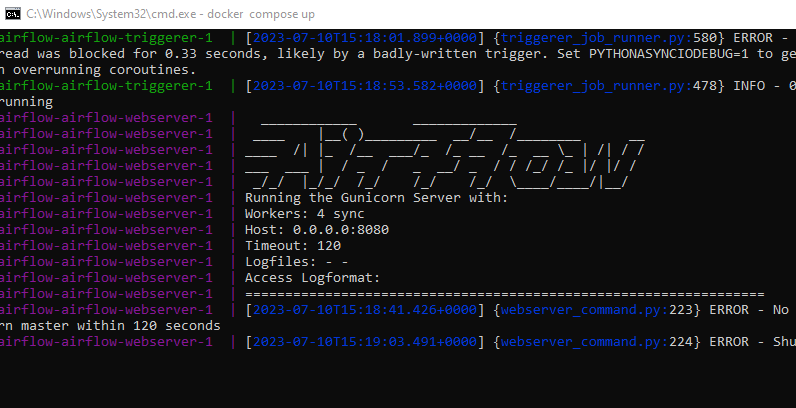 C:\Windows\System32\cmd.exe - docker compose up
airflow-airflow-triggerer-1 | [2023-07-10T15:18:01.899+0000] {triggerer_job_runner.py:580} ERROR -
read was blocked for 0.33 seconds, likely by a badly-written trigger. Set PYTHONASYNCIODEBUG=1 to ge
n overrunning coroutines.
airflow-airflow-triggerer-1 | [2023-07-10T15:18:53.582+0000] {triggerer_job_runner.py:478} INFO - 0
running
airflow-airflow-webserver-1 |   ____________       _____________
airflow-airflow-webserver-1 |  ____    |__( )_________  __/__  /________      __
airflow-airflow-webserver-1 | ____  /| |_  /__  ___/_  /_ __  /_  __ \_ | /| / /
airflow-airflow-webserver-1 | ___  ___ |  / _  /   _  __/ _  / / /_/ /_ |/ |/ /
airflow-airflow-webserver-1 |  _/_/  |_/_/  /_/    /_/    /_/  \____/____/|__/
airflow-airflow-webserver-1 | Running the Gunicorn Server with:
airflow-airflow-webserver-1 | Workers: 4 sync
airflow-airflow-webserver-1 | Host: 0.0.0.0:8080
airflow-airflow-webserver-1 | Timeout: 120
airflow-airflow-webserver-1 | Logfiles: - -
airflow-airflow-webserver-1 | Access Logformat:
airflow-airflow-webserver-1 | =================================================================
airflow-airflow-webserver-1 | [2023-07-10T15:18:41.426+0000] {webserver_command.py:223} ERROR - No
rn master within 120 seconds
airflow-airflow-webserver-1 | [2023-07-10T15:19:03.491+0000] {webserver_command.py:224} ERROR - Shu